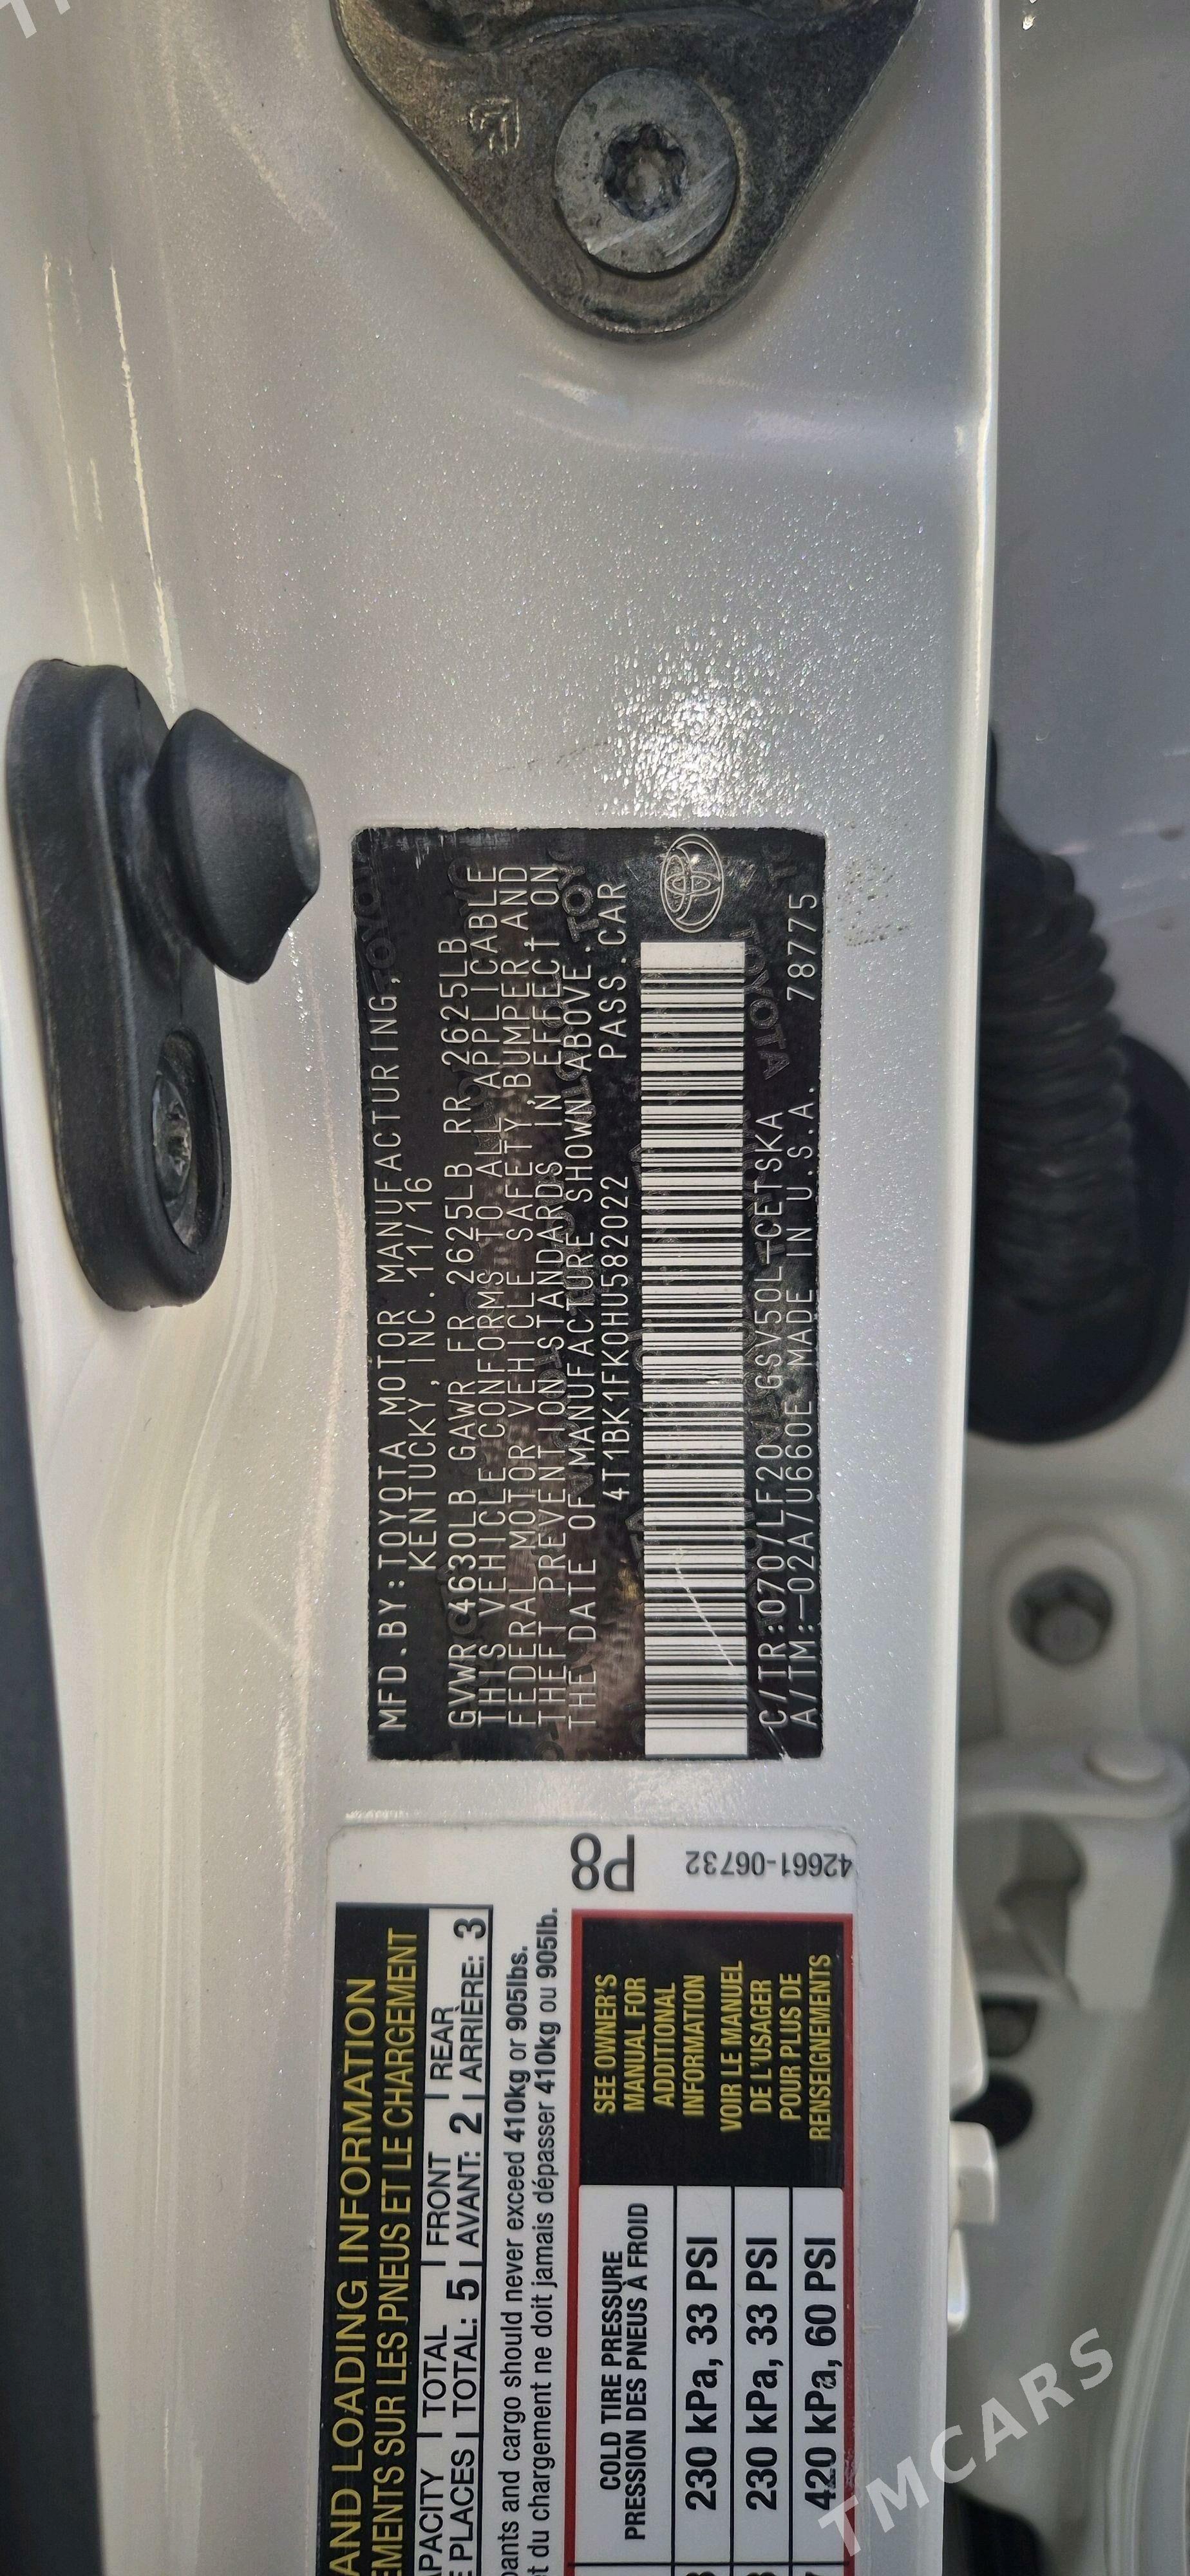 MFD.BY:TOYOTA MOTOR MANUFACTURING,
KENTUCKY,INC. 11/16
GVWR 4630LB GAWR FR 2625LB RR 2625LB
THIS VEHICLE CONFORMS TO ALL APPLICABLE
FEDERAL MOTOR VEHICLE SAFETY,BUMPER,AND
THEFT PREVENTION STANDARDS IN EFFECT ON
THE DATE OF MANUFACTURE SHOWN ABOVE.
4T1BK1FK0HU582022 PASS.CAR
C/TR:070/LF20 GSV50L-CETSKA
A/TM:-02A/U660E MADE IN U.S.A. 78775
P8
42661-06732
AND LOADING INFORMATION
EMENTS SUR LES PNEUS ET LE CHARGEMENT
APACITY TOTAL FRONT REAR
E PLACES TOTAL: 5 AVANT: 2 ARRIÈRE: 3
pants and cargo should never exceed 410kg or 905lbs.
t du chargement ne doit jamais dépasser 410kg ou 905lb.
COLD TIRE PRESSURE
PRESSION DES PNEUS À FROID
230 kPa, 33 PSI
230 kPa, 33 PSI
420 kPa, 60 PSI
SEE OWNER'S
MANUAL FOR
ADDITIONAL
INFORMATION
VOIR LE MANUEL
DE L'USAGER
POUR PLUS DE
RENSEIGNEMENTS
TMCARS